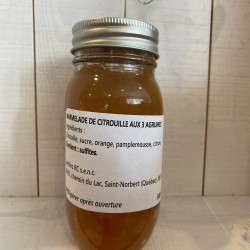 MARMELADE DE CITROUILLE AUX 3 AGRUMES
Ingrédients :
Citrouille, sucre, orange, pamplemousse, citron
Contient : sulfites.
RC s.e.n.c
chemin du Lac, Saint-Norbert (Québec)
après ouverture